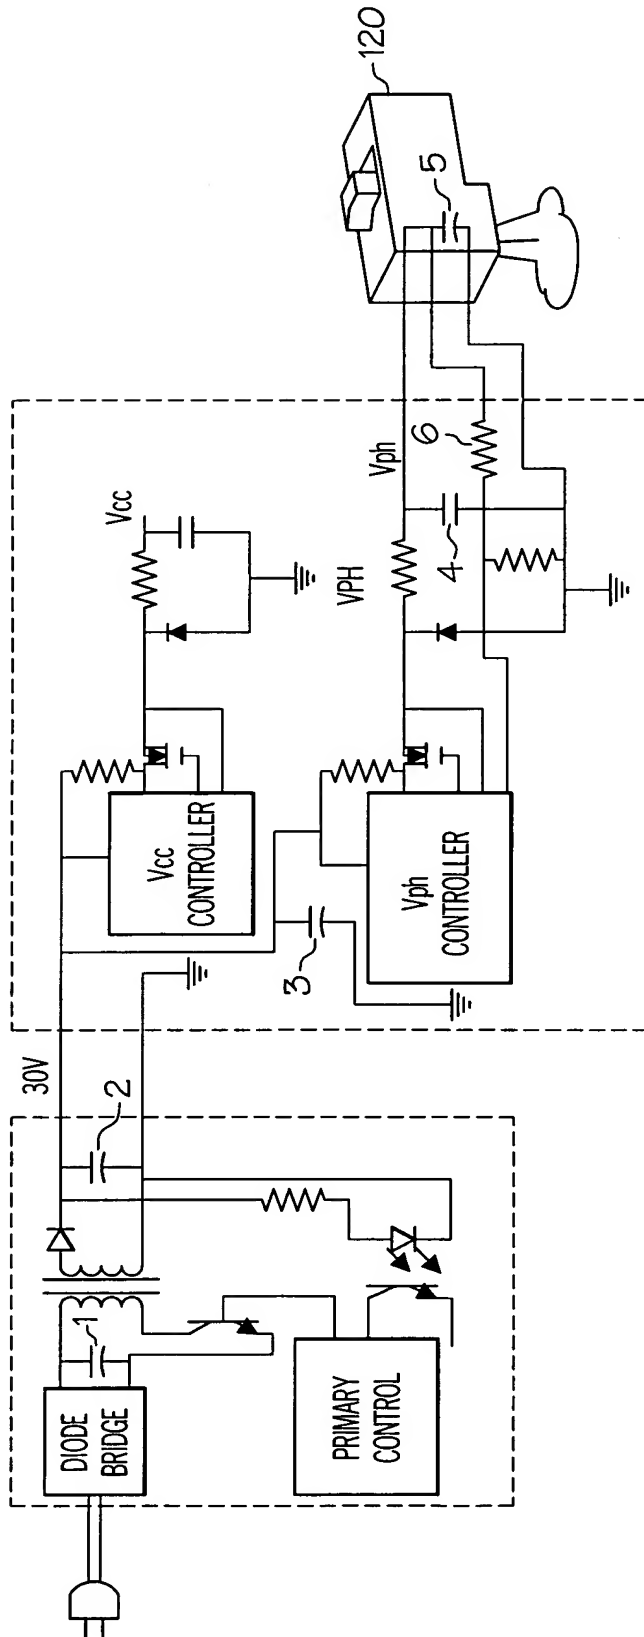 DIODE
BRIDGE
1
2
30V
PRIMARY
CONTROL
Vcc
CONTROLLER
Vcc
3
Vph
CONTROLLER
VPH
Vph
4
6
5
120